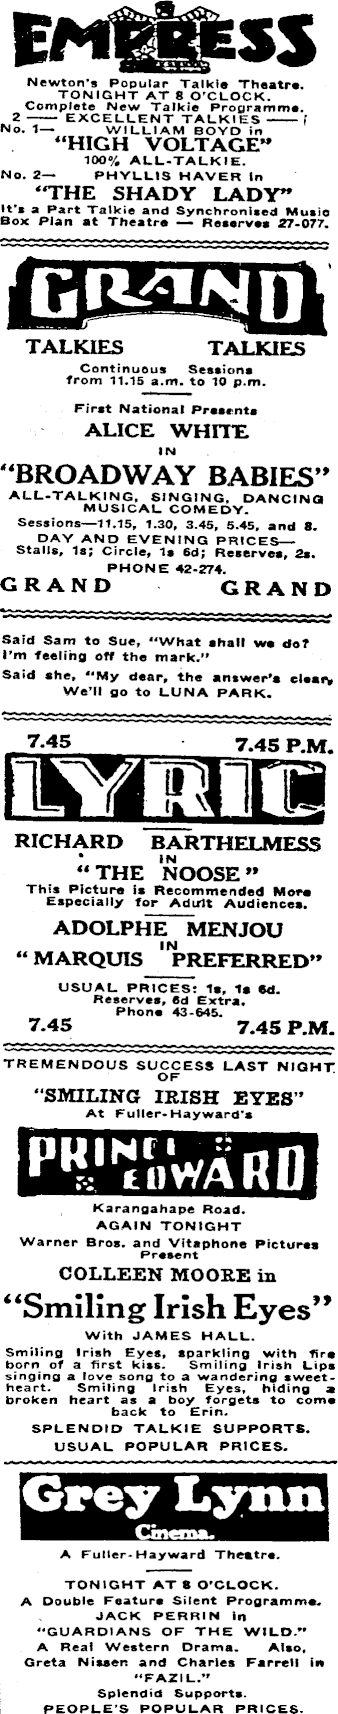 EMPRESS
Newton's Popular Talkie Theatre.
TONIGHT AT 8 O'CLOCK.
Complete New Talkie Programme.
2 — EXCELLENT TALKIES —
No. 1— WILLIAM BOYD in
"HIGH VOLTAGE"
100% ALL-TALKIE.
No. 2— PHYLLIS HAVER in
"THE SHADY LADY"
It's a Part Talkie and Synchronised Music
Box Plan at Theatre — Reserves 27-077.
GRAND
TALKIES TALKIES
Continuous Sessions
from 11.15 a.m. to 10 p.m.
First National Presents
ALICE WHITE
IN
"BROADWAY BABIES"
ALL-TALKING, SINGING, DANCING
MUSICAL COMEDY.
Sessions—11.15, 1.30, 3.45, 5.45, and 8.
DAY AND EVENING PRICES—
Stalls, 1s; Circle, 1s 6d; Reserves, 2s.
PHONE 42-274.
GRAND GRAND
Said Sam to Sue, "What shall we do?
I'm feeling off the mark."
Said she, "My dear, the answer's clear,
We'll go to LUNA PARK.
7.45 7.45 P.M.
LYRIC
RICHARD BARTHELMESS
IN
"THE NOOSE"
This Picture is Recommended More
Especially for Adult Audiences.
ADOLPHE MENJOU
IN
"MARQUIS PREFERRED"
USUAL PRICES: 1s, 1s 6d.
Reserves, 6d Extra.
Phone 43-645.
7.45 7.45 P.M.
TREMENDOUS SUCCESS LAST NIGHT
OF
"SMILING IRISH EYES"
At Fuller-Hayward's
PRINCE EDWARD
Karangahape Road.
AGAIN TONIGHT
Warner Bros. and Vitaphone Pictures
Present
COLLEEN MOORE in
"Smiling Irish Eyes"
With JAMES HALL.
Smiling Irish Eyes, sparkling with fire
born of a first kiss. Smiling Irish Lips
singing a love song to a wandering sweet-
heart. Smiling Irish Eyes, hiding a
broken heart as a boy forgets to come
back to Erin.
SPLENDID TALKIE SUPPORTS.
USUAL POPULAR PRICES.
Grey Lynn
Cinema.
A Fuller-Hayward Theatre.
TONIGHT AT 8 O'CLOCK.
A Double Feature Silent Programme.
JACK PERRIN in
"GUARDIANS OF THE WILD."
A Real Western Drama. Also,
Greta Nissen and Charles Farrell in
"FAZIL."
Splendid Supports.
PEOPLE'S POPULAR PRICES.